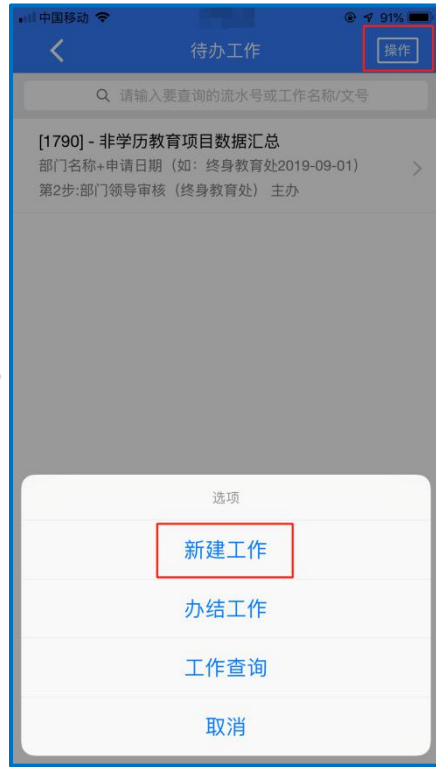 中国移动 91%
待办工作 操作
请输入要查询的流水号或工作名称/文号
[1790] - 非学历教育项目数据汇总
部门名称+申请日期（如：终身教育处2019-09-01）
第2步:部门领导审核（终身教育处） 主办
选项
新建工作
办结工作
工作查询
取消